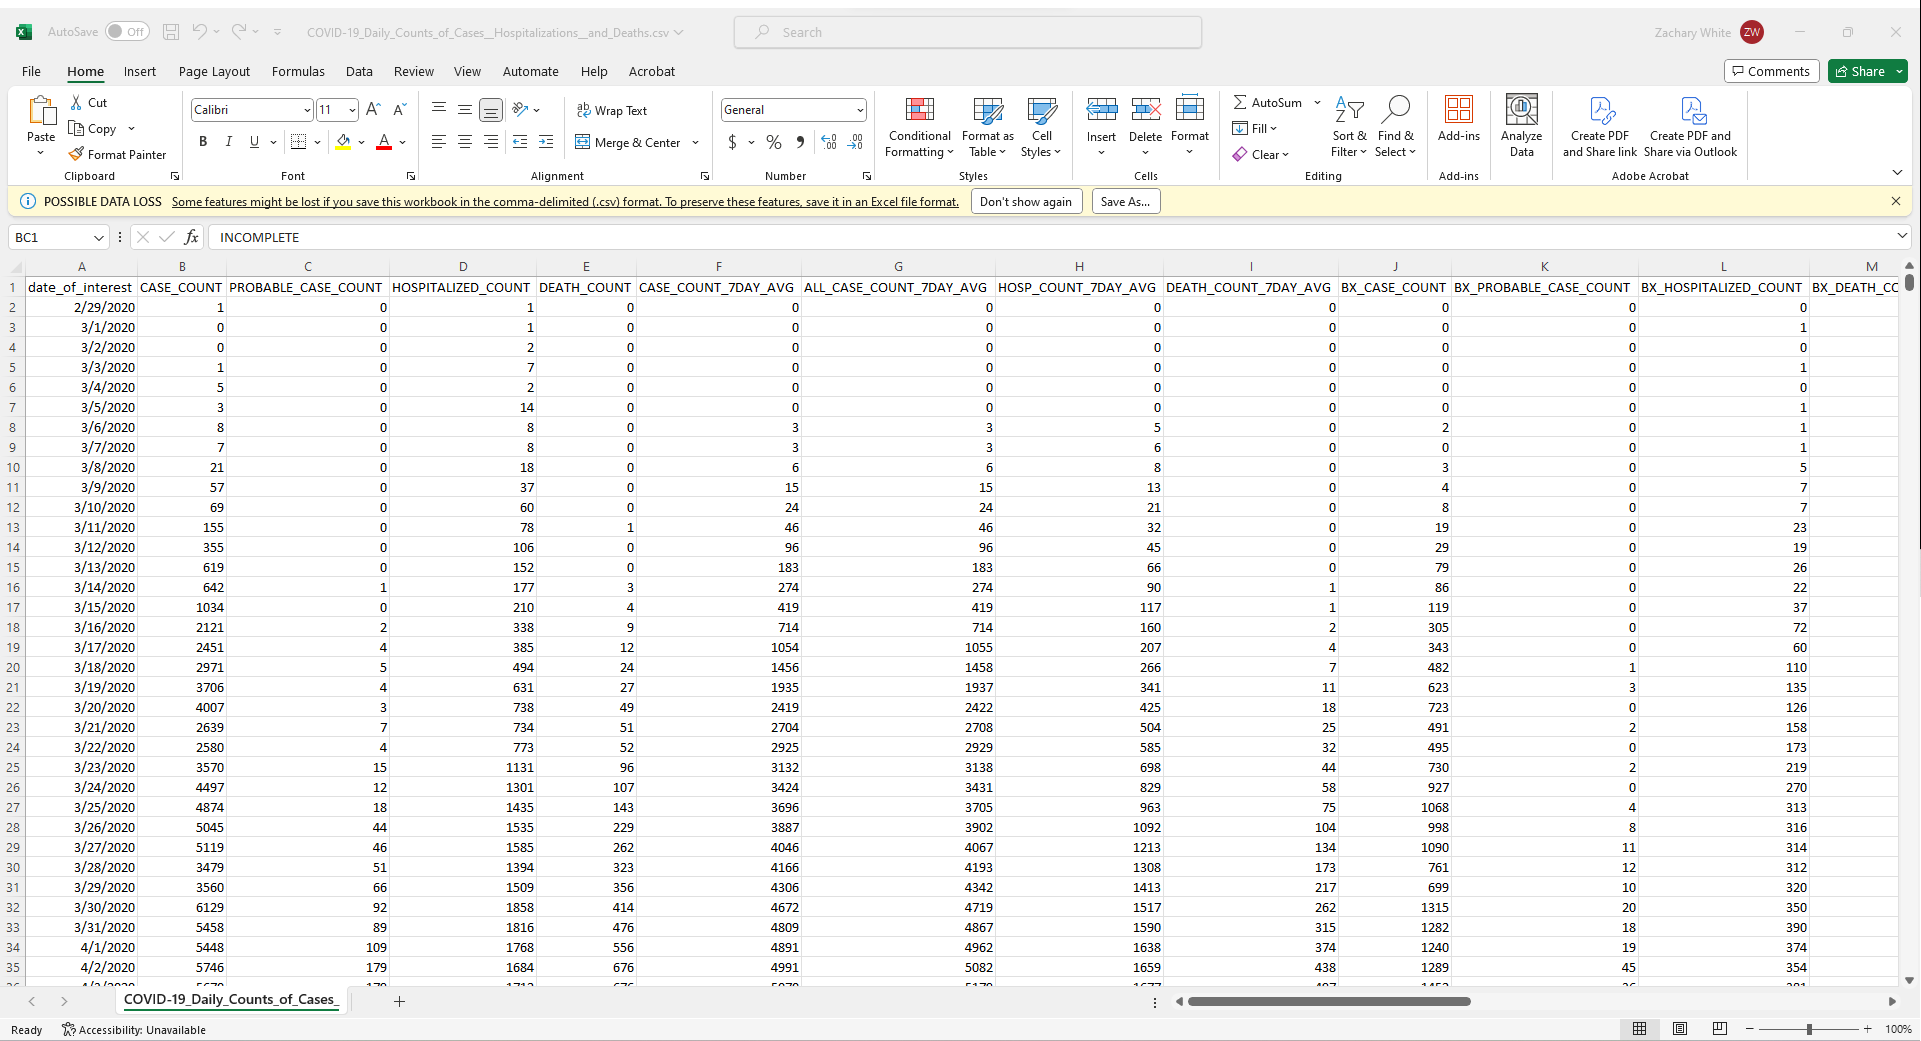 AutoSave Off COVID-19_Daily_Counts_of_Cases__Hospitalizations__and_Deaths.csv Search Zachary White ZW
File Home Insert Page Layout Formulas Data Review View Automate Help Acrobat Comments Share
Paste Cut Copy Format Painter Clipboard
Calibri 11 A A B I U A Font
ab Wrap Text Merge & Center Alignment
General $ % , Number
Conditional Formatting Format as Table Cell Styles Styles
Insert Delete Format Cells
AutoSum Fill Clear Sort & Filter Find & Select Editing
Add-ins Add-ins
Analyze Data
Create PDF and Share link Create PDF and Share via Outlook Adobe Acrobat
POSSIBLE DATA LOSS Some features might be lost if you save this workbook in the comma-delimited (.csv) format. To preserve these features, save it in an Excel file format. Don't show again Save As...
BC1 fx INCOMPLETE
A B C D E F G H I J K L M
1 date_of_interest CASE_COUNT PROBABLE_CASE_COUNT HOSPITALIZED_COUNT DEATH_COUNT CASE_COUNT_7DAY_AVG ALL_CASE_COUNT_7DAY_AVG HOSP_COUNT_7DAY_AVG DEATH_COUNT_7DAY_AVG BX_CASE_COUNT BX_PROBABLE_CASE_COUNT BX_HOSPITALIZED_COUNT BX_DEATH_CO
2 2/29/2020 1 0 1 0 0 0 0 0 0 0 0
3 3/1/2020 0 0 1 0 0 0 0 0 0 0 1
4 3/2/2020 0 0 2 0 0 0 0 0 0 0 0
5 3/3/2020 1 0 7 0 0 0 0 0 0 0 1
6 3/4/2020 5 0 2 0 0 0 0 0 0 0 0
7 3/5/2020 3 0 14 0 0 0 0 0 0 0 1
8 3/6/2020 8 0 8 0 3 3 5 0 2 0 1
9 3/7/2020 7 0 8 0 3 3 6 0 0 0 1
10 3/8/2020 21 0 18 0 6 6 8 0 3 0 5
11 3/9/2020 57 0 37 0 15 15 13 0 4 0 7
12 3/10/2020 69 0 60 0 24 24 21 0 8 0 7
13 3/11/2020 155 0 78 1 46 46 32 0 19 0 23
14 3/12/2020 355 0 106 0 96 96 45 0 29 0 19
15 3/13/2020 619 0 152 0 183 183 66 0 79 0 26
16 3/14/2020 642 1 177 3 274 274 90 1 86 0 22
17 3/15/2020 1034 0 210 4 419 419 117 1 119 0 37
18 3/16/2020 2121 2 338 9 714 714 160 2 305 0 72
19 3/17/2020 2451 4 385 12 1054 1055 207 4 343 0 60
20 3/18/2020 2971 5 494 24 1456 1458 266 7 482 1 110
21 3/19/2020 3706 4 631 27 1935 1937 341 11 623 3 135
22 3/20/2020 4007 3 738 49 2419 2422 425 18 723 0 126
23 3/21/2020 2639 7 734 51 2704 2708 504 25 491 2 158
24 3/22/2020 2580 4 773 52 2925 2929 585 32 495 0 173
25 3/23/2020 3570 15 1131 96 3132 3138 698 44 730 2 219
26 3/24/2020 4497 12 1301 107 3424 3431 829 58 927 0 270
27 3/25/2020 4874 18 1435 143 3696 3705 963 75 1068 4 313
28 3/26/2020 5045 44 1535 229 3887 3902 1092 104 998 8 316
29 3/27/2020 5119 46 1585 262 4046 4067 1213 134 1090 11 314
30 3/28/2020 3479 51 1394 323 4166 4193 1308 173 761 12 312
31 3/29/2020 3560 66 1509 356 4306 4342 1413 217 699 10 320
32 3/30/2020 6129 92 1858 414 4672 4719 1517 262 1315 20 350
33 3/31/2020 5458 89 1816 476 4809 4867 1590 315 1282 18 390
34 4/1/2020 5448 109 1768 556 4891 4962 1638 374 1240 19 374
35 4/2/2020 5746 179 1684 676 4991 5082 1659 438 1289 45 354
COVID-19_Daily_Counts_of_Cases_
Ready Accessibility: Unavailable 100%